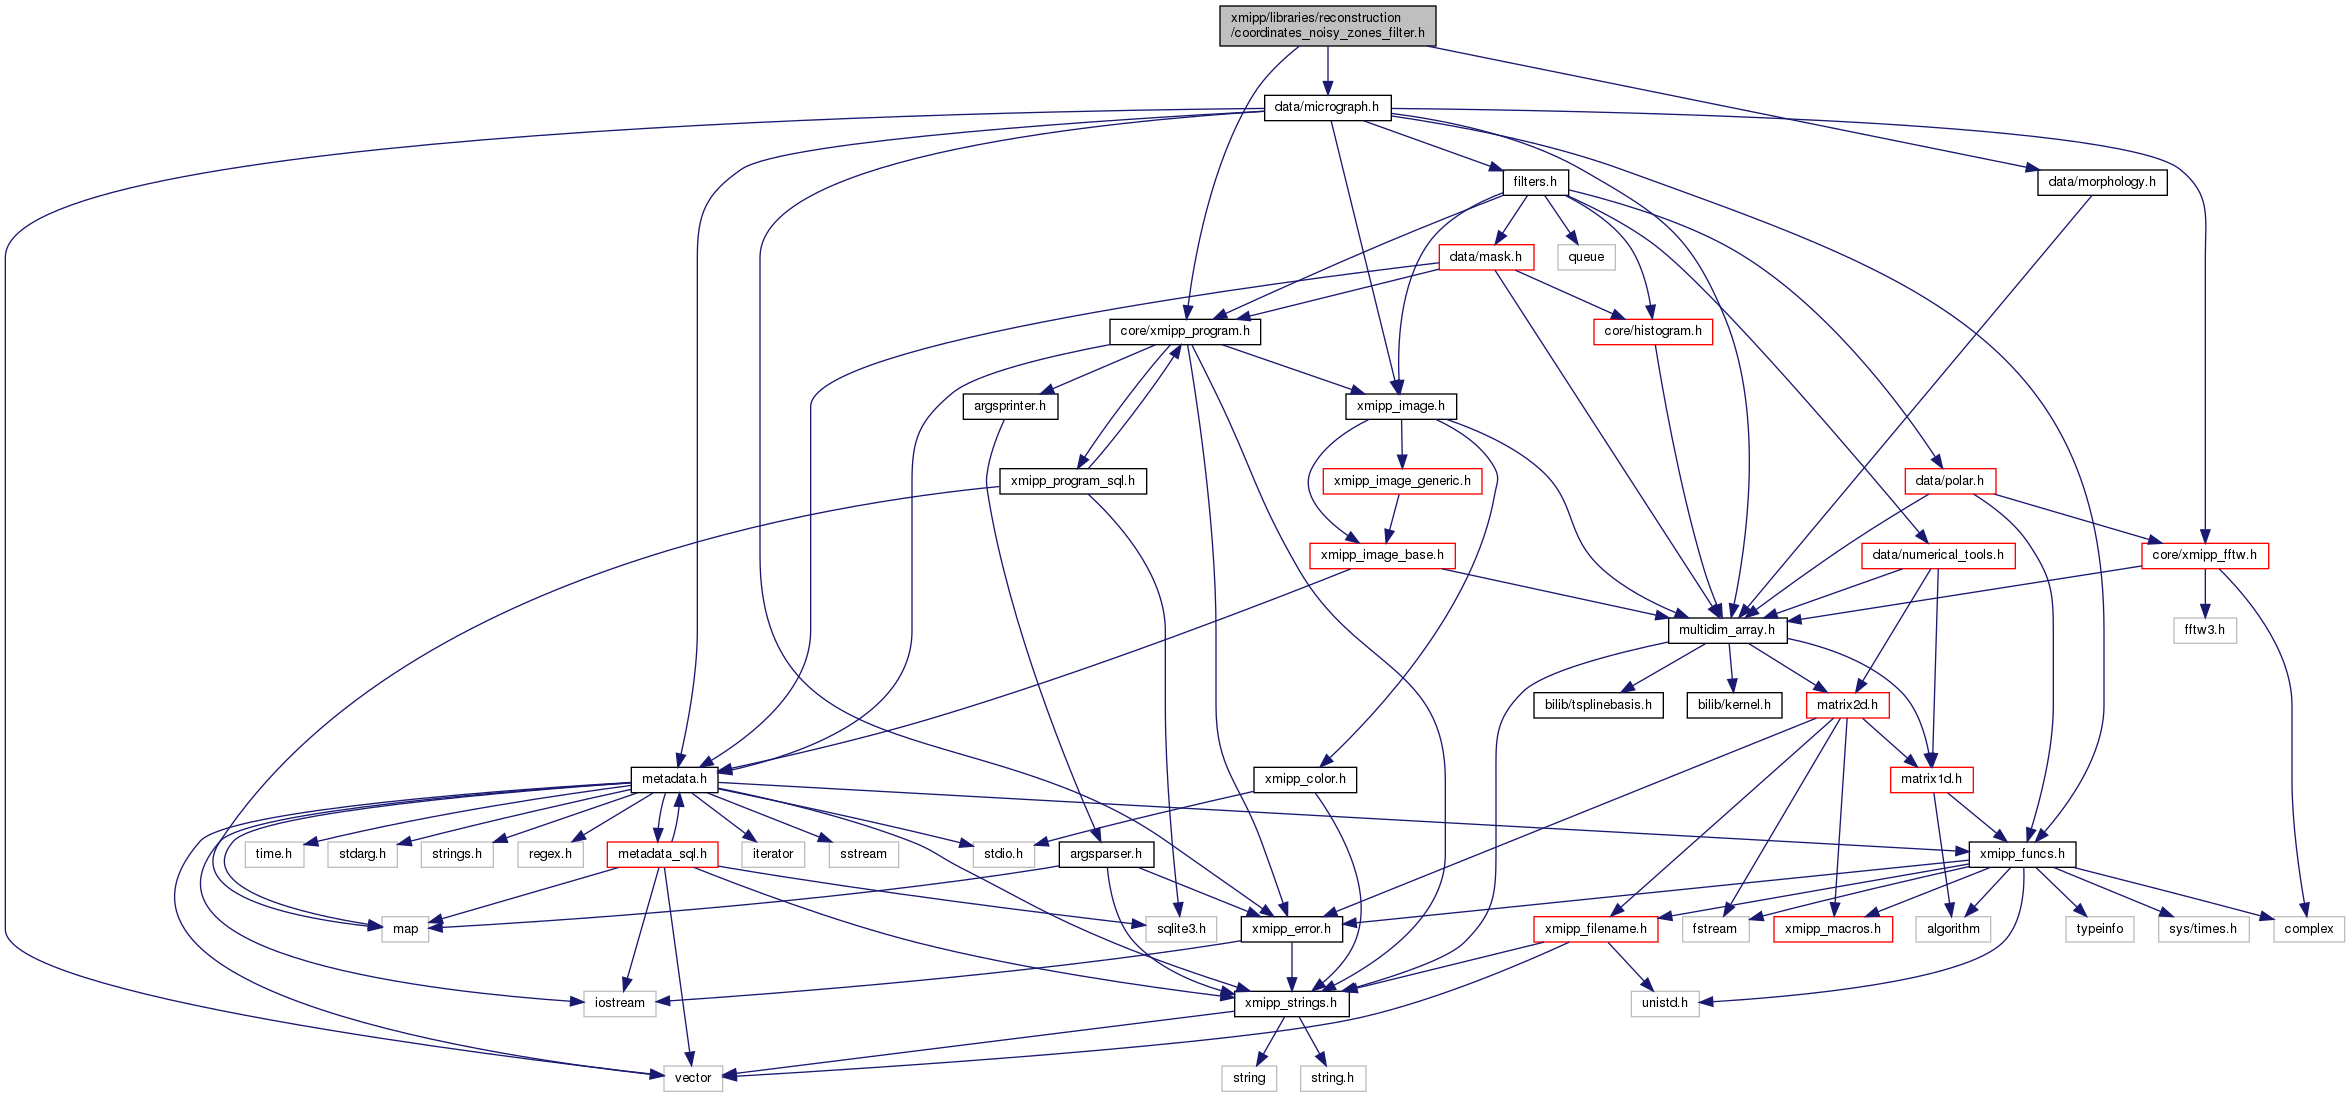 xmipp/libraries/reconstruction
/coordinates_noisy_zones_filter.h
data/micrograph.h
filters.h
data/morphology.h
data/mask.h
queue
core/xmipp_program.h
core/histogram.h
argsprinter.h
xmipp_image.h
xmipp_program_sql.h
xmipp_image_generic.h
data/polar.h
xmipp_image_base.h
data/numerical_tools.h
core/xmipp_fftw.h
multidim_array.h
fftw3.h
bilib/tsplinebasis.h
bilib/kernel.h
matrix2d.h
metadata.h
xmipp_color.h
matrix1d.h
time.h
stdarg.h
strings.h
regex.h
metadata_sql.h
iterator
sstream
stdio.h
argsparser.h
xmipp_funcs.h
map
sqlite3.h
xmipp_error.h
xmipp_filename.h
fstream
xmipp_macros.h
algorithm
typeinfo
sys/times.h
complex
iostream
xmipp_strings.h
unistd.h
vector
string
string.h